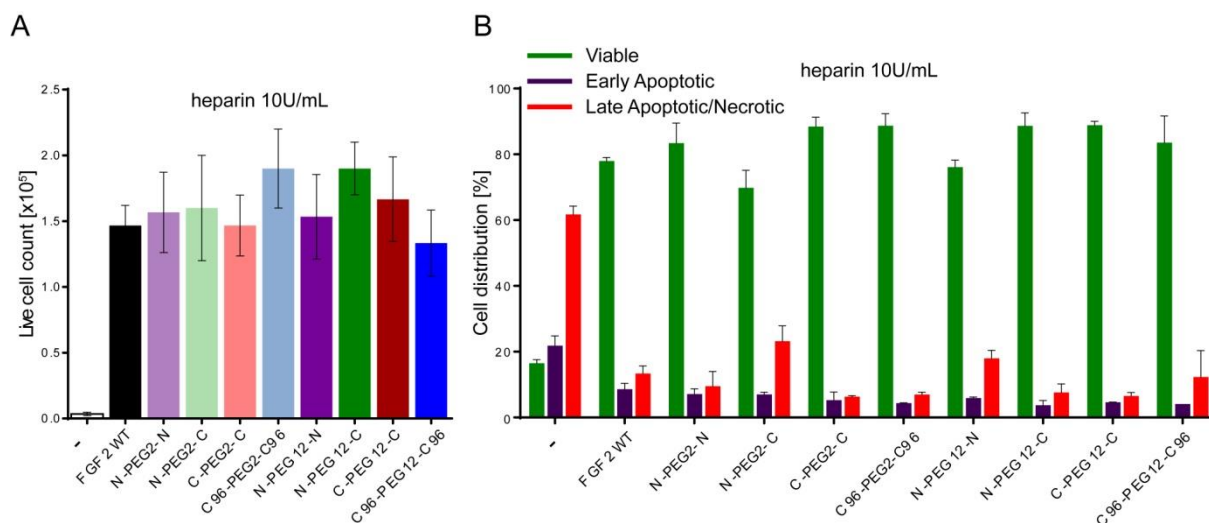 A
heparin 10U/mL
Live cell count [x10⁵]
2.5
2.0
1.5
1.0
0.5
0.0
-
FGF2 WT
N-PEG2-N
N-PEG2-C
C-PEG2-C
C96-PEG2-C96
N-PEG12-N
N-PEG12-C
C-PEG12-C
C96-PEG12-C96
B
Viable
Early Apoptotic
Late Apoptotic/Necrotic
heparin 10U/mL
Cell distribution [%]
100
80
60
40
20
0
-
FGF2 WT
N-PEG2-N
N-PEG2-C
C-PEG2-C
C96-PEG2-C96
N-PEG12-N
N-PEG12-C
C-PEG12-C
C96-PEG12-C96